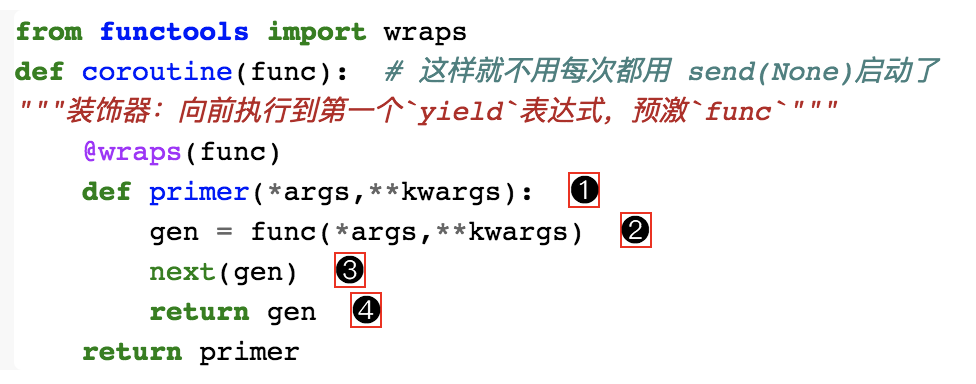 from functools import wraps
def coroutine(func):  # 这样就不用每次都用 send(None)启动了
"""装饰器：向前执行到第一个`yield`表达式，预激`func`"""
    @wraps(func)
    def primer(*args,**kwargs):  ❶
        gen = func(*args,**kwargs)  ❷
        next(gen)  ❸
        return gen  ❹
    return primer